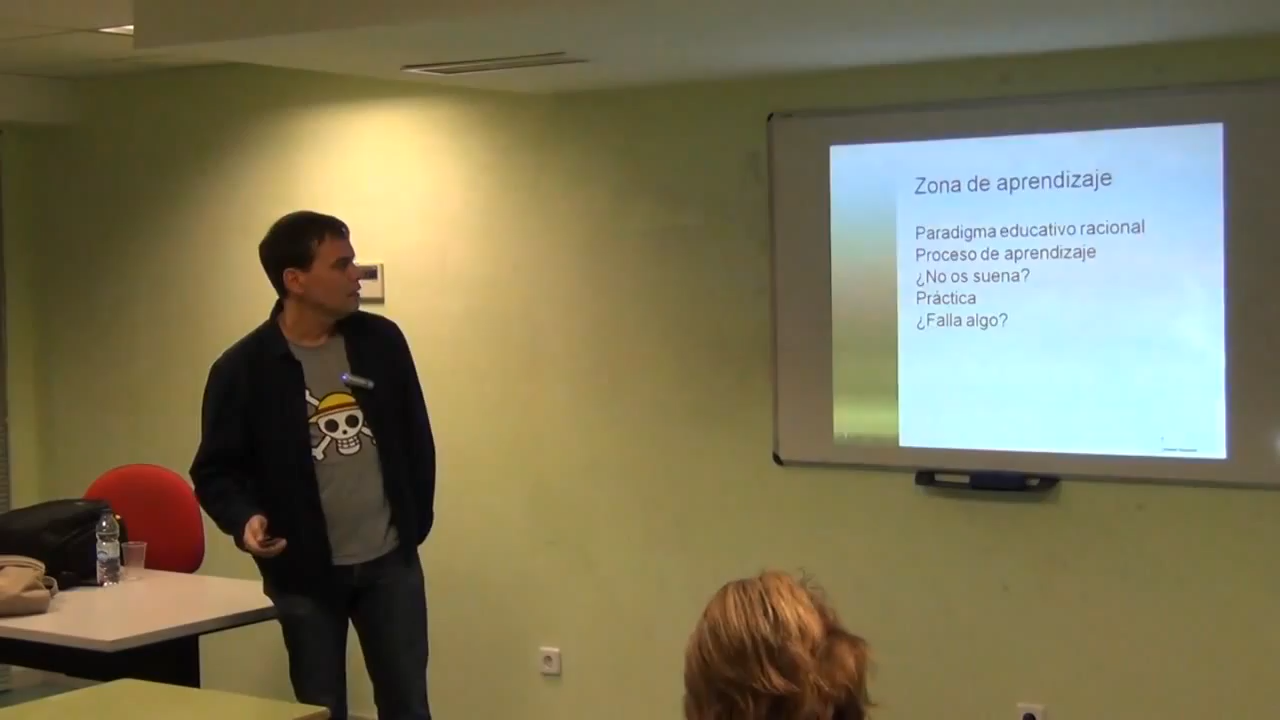 Zona de aprendizaje
Paradigma educativo racional
Proceso de aprendizaje
¿No os suena?
Práctica
¿Falla algo?